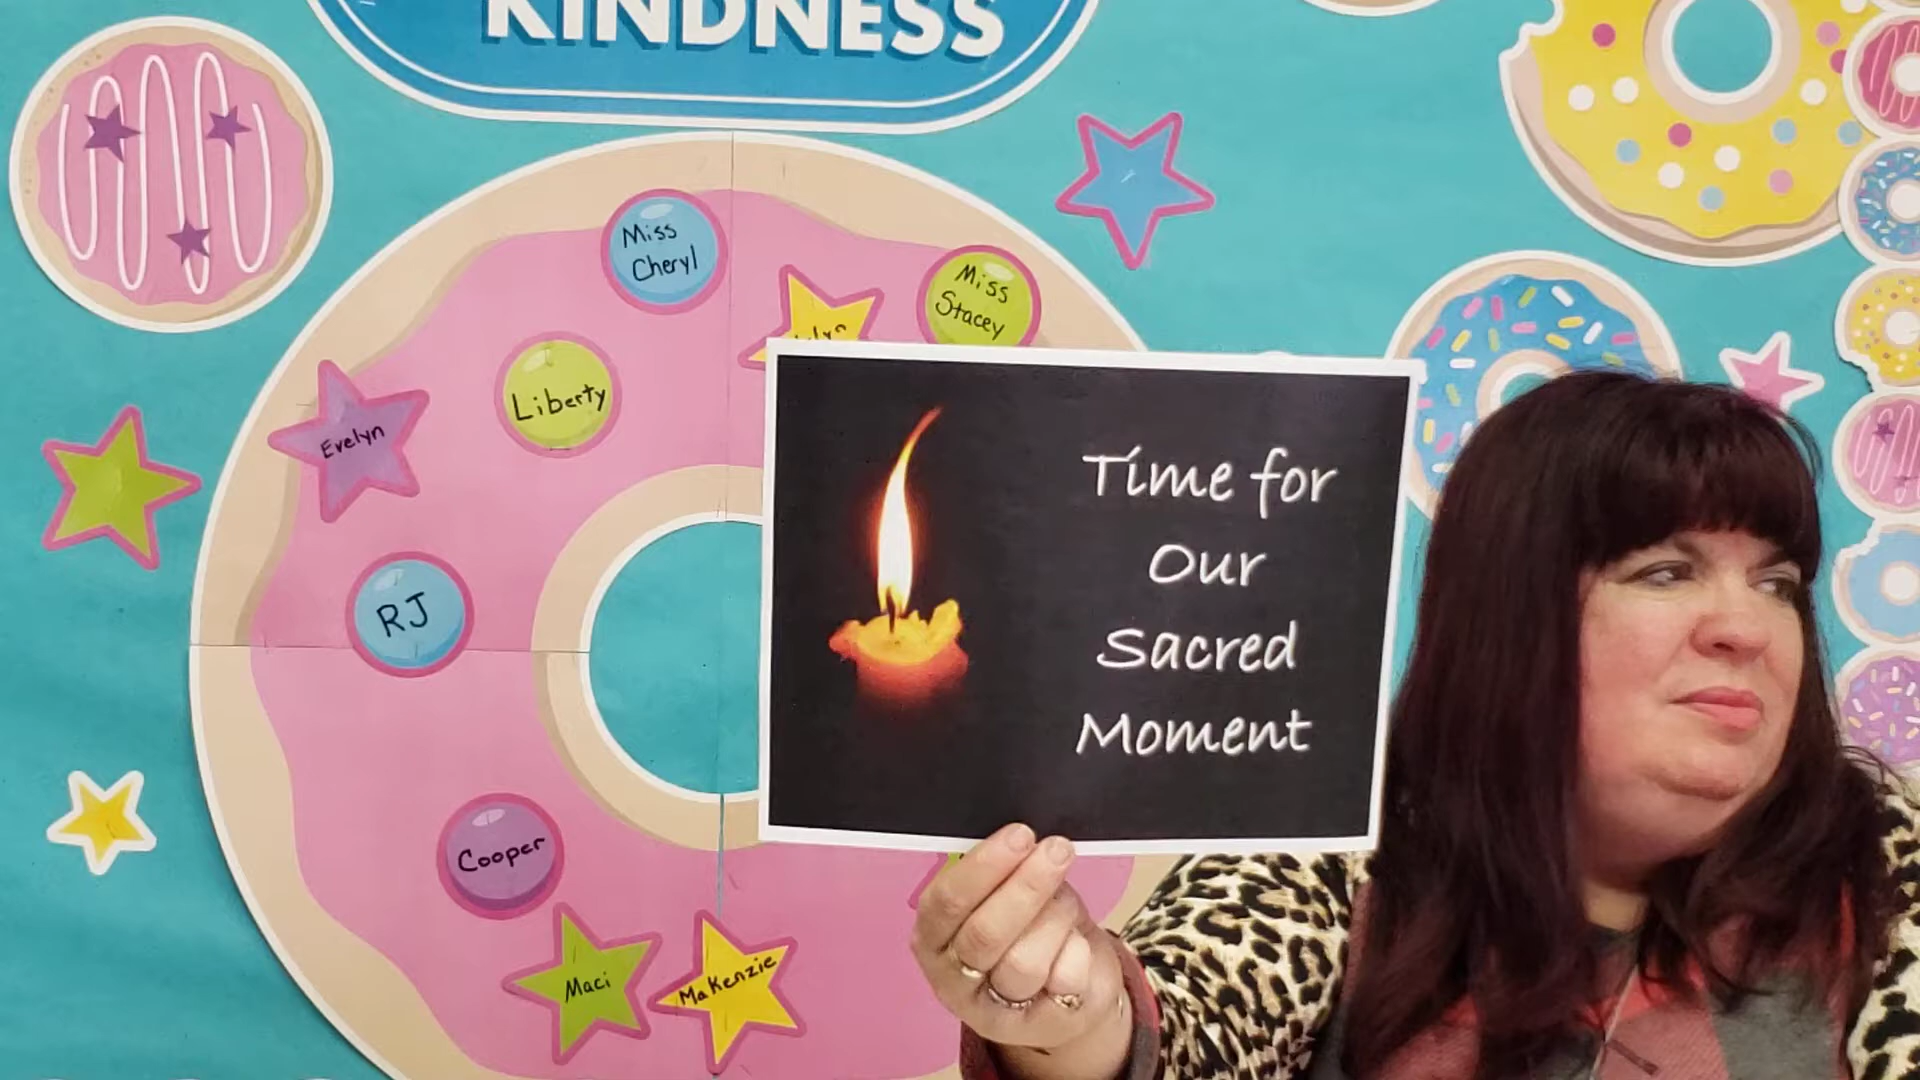 KINDNESS
Miss
Cheryl
Miss
Stacey
Liberty
Evelyn
RJ
Cooper
Maci
MaKenzie
Time for
Our
Sacred
Moment